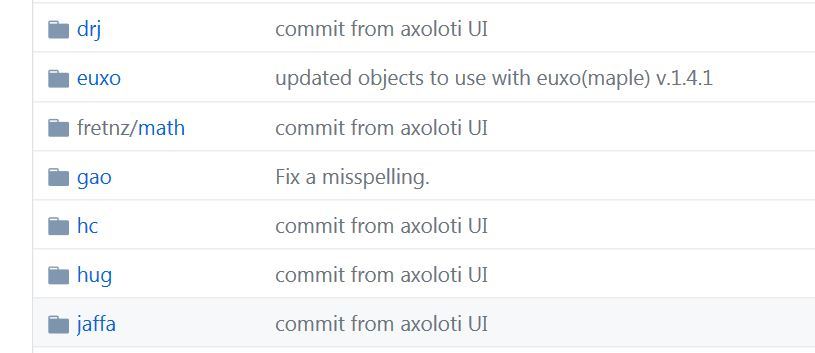 drj commit from axoloti UI
euxo updated objects to use with euxo(maple) v.1.4.1
fretnz/math commit from axoloti UI
gao Fix a misspelling.
hc commit from axoloti UI
hug commit from axoloti UI
jaffa commit from axoloti UI